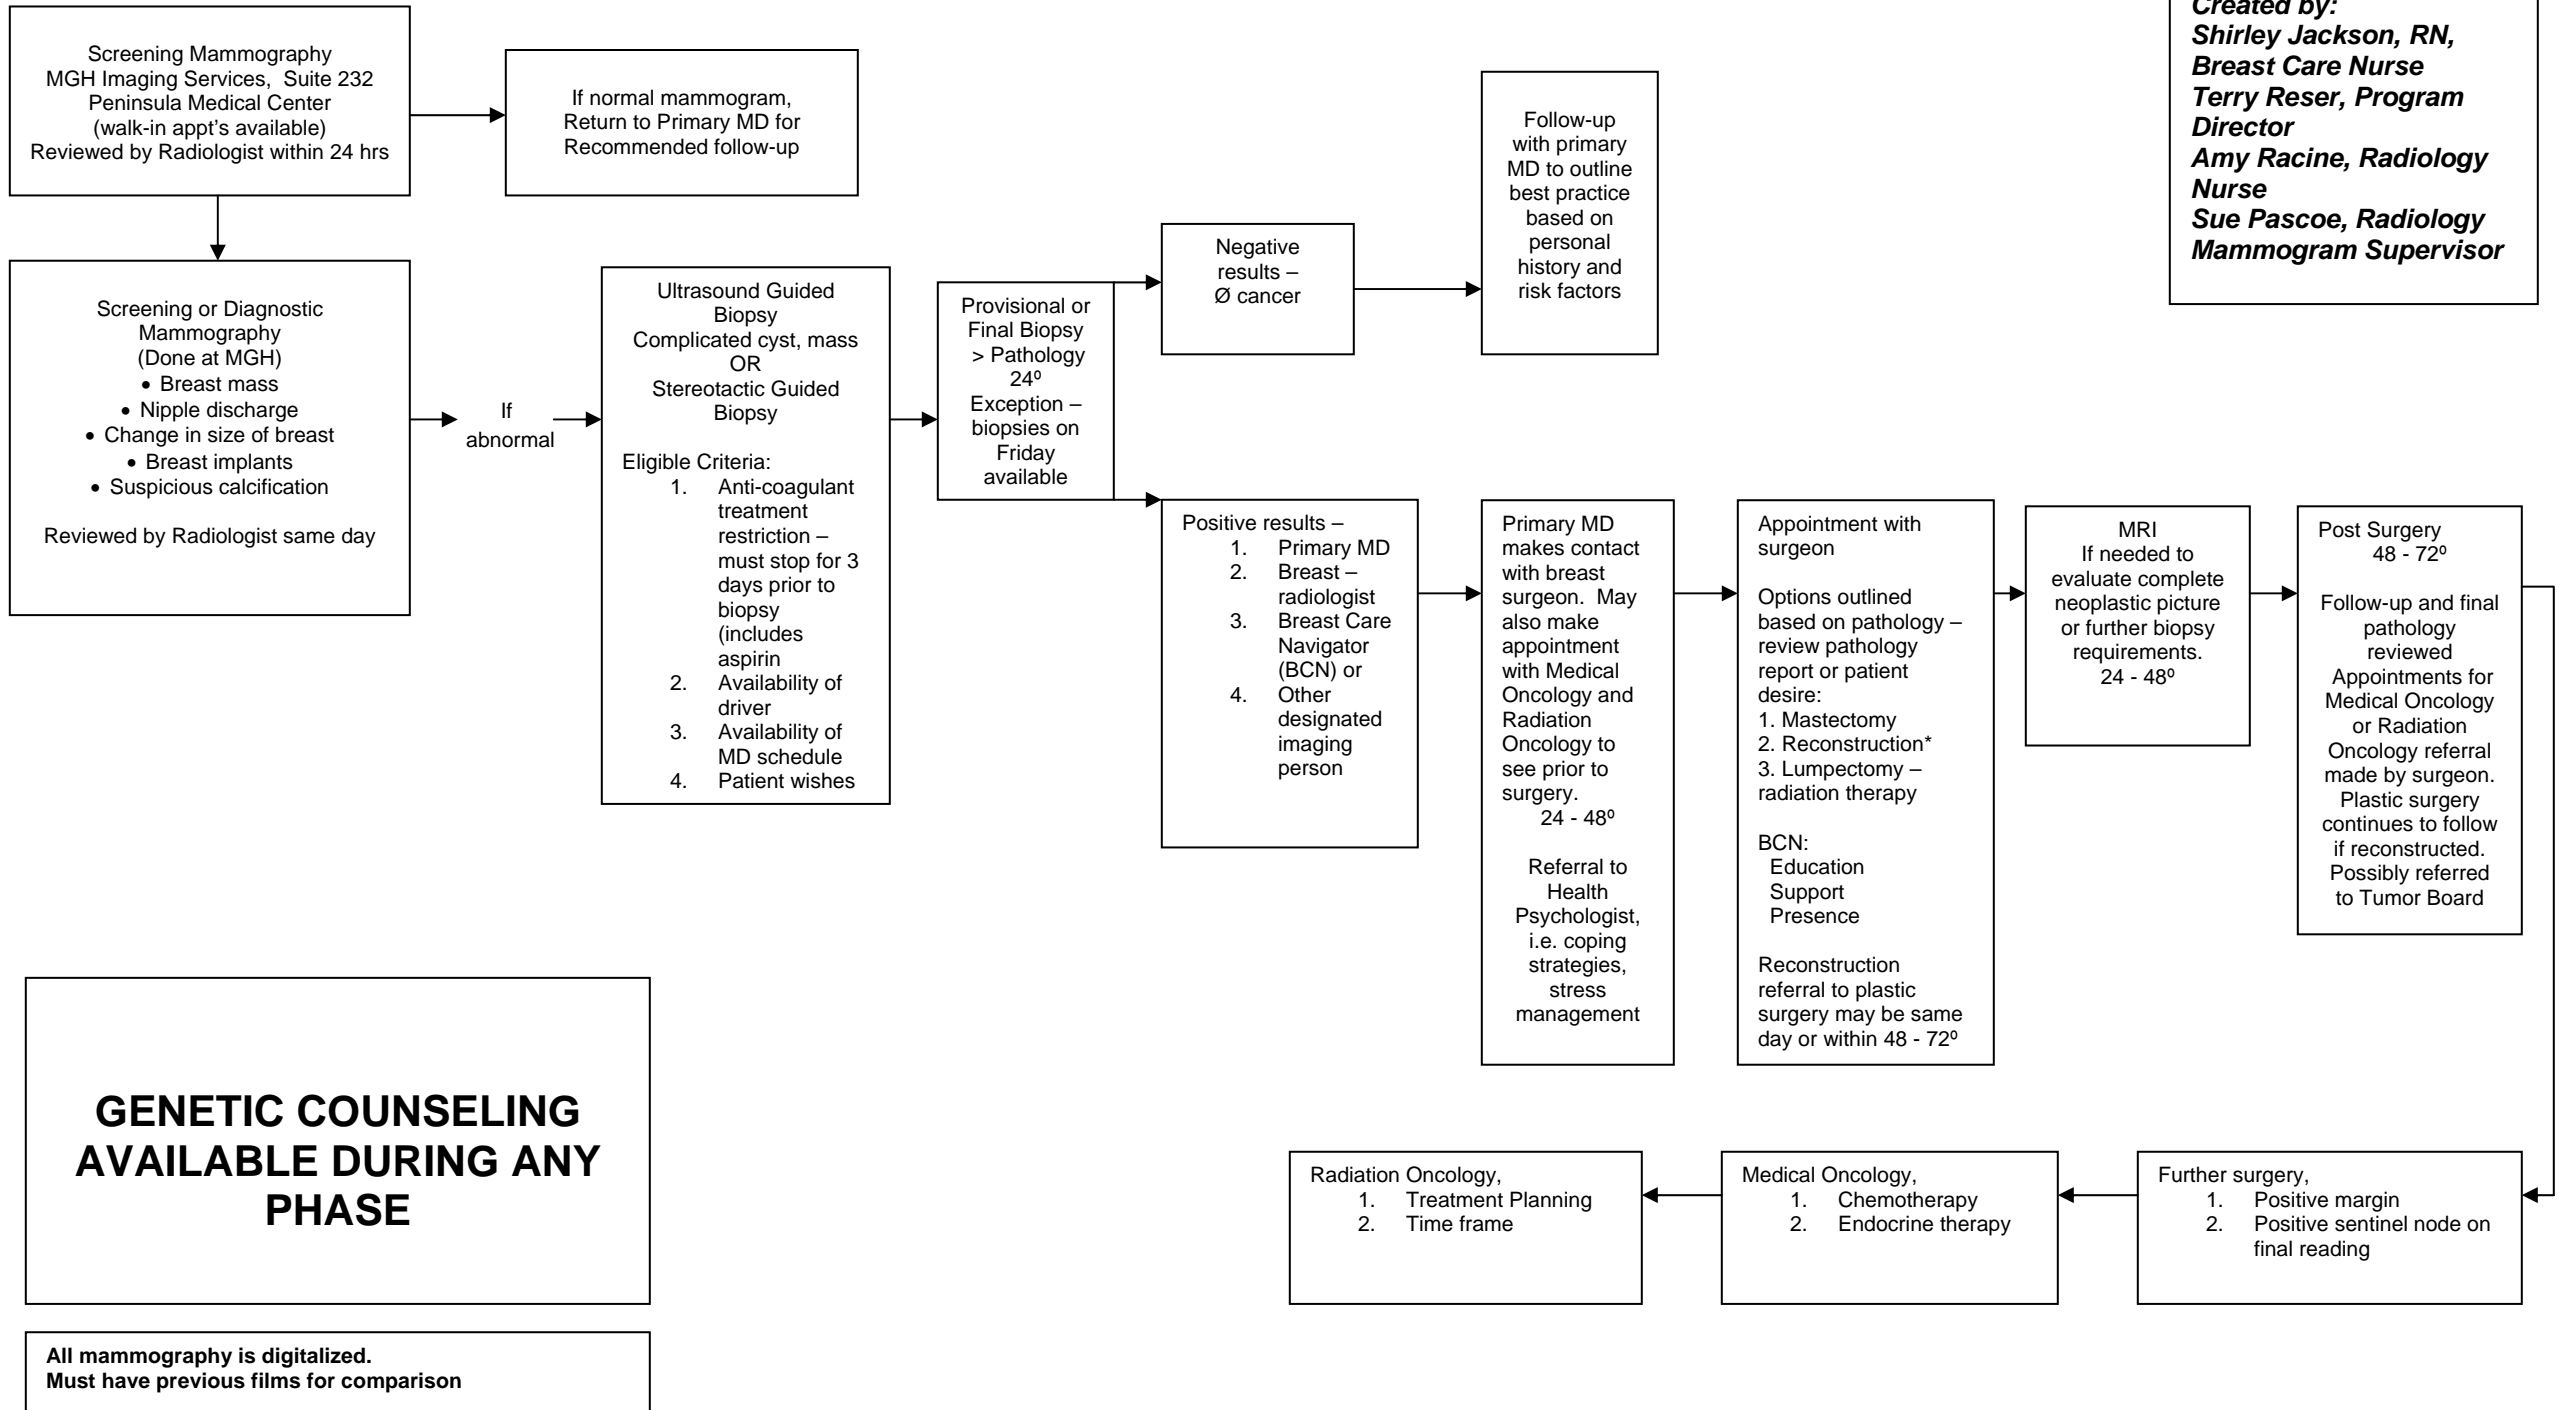 Screening Mammography
MGH Imaging Services,  Suite 232
Peninsula Medical Center
(walk-in appt's available)
Reviewed by Radiologist within 24 hrs
If normal mammogram,
Return to Primary MD for
Recommended follow-up
Follow-up
with primary
MD to outline
best practice
based on
personal
history and
risk factors
Created by:
Shirley Jackson, RN,
Breast Care Nurse
Terry Reser, Program
Director
Amy Racine, Radiology
Nurse
Sue Pascoe, Radiology
Mammogram Supervisor
Screening or Diagnostic
Mammography
(Done at MGH)
• Breast mass
• Nipple discharge
• Change in size of breast
• Breast implants
• Suspicious calcification
Reviewed by Radiologist same day
If
abnormal
Ultrasound Guided
Biopsy
Complicated cyst, mass
OR
Stereotactic Guided
Biopsy
Eligible Criteria:
1. Anti-coagulant
treatment
restriction –
must stop for 3
days prior to
biopsy
(includes
aspirin
2. Availability of
driver
3. Availability of
MD schedule
4. Patient wishes
Provisional or
Final Biopsy
> Pathology
24º
Exception –
biopsies on
Friday
available
Negative
results –
Ø cancer
Positive results –
1. Primary MD
2. Breast –
radiologist
3. Breast Care
Navigator
(BCN) or
4. Other
designated
imaging
person
Primary MD
makes contact
with breast
surgeon.  May
also make
appointment
with Medical
Oncology and
Radiation
Oncology to
see prior to
surgery.
24 - 48º
Referral to
Health
Psychologist,
i.e. coping
strategies,
stress
management
Appointment with
surgeon
Options outlined
based on pathology –
review pathology
report or patient
desire:
1. Mastectomy
2. Reconstruction*
3. Lumpectomy –
radiation therapy
BCN:
Education
Support
Presence
Reconstruction
referral to plastic
surgery may be same
day or within 48 - 72º
MRI
If needed to
evaluate complete
neoplastic picture
or further biopsy
requirements.
24 - 48º
Post Surgery
48 - 72º
Follow-up and final
pathology
reviewed
Appointments for
Medical Oncology
or Radiation
Oncology referral
made by surgeon.
Plastic surgery
continues to follow
if reconstructed.
Possibly referred
to Tumor Board
GENETIC COUNSELING
AVAILABLE DURING ANY
PHASE
Radiation Oncology,
1. Treatment Planning
2. Time frame
Medical Oncology,
1. Chemotherapy
2. Endocrine therapy
Further surgery,
1. Positive margin
2. Positive sentinel node on
final reading
All mammography is digitalized.
Must have previous films for comparison